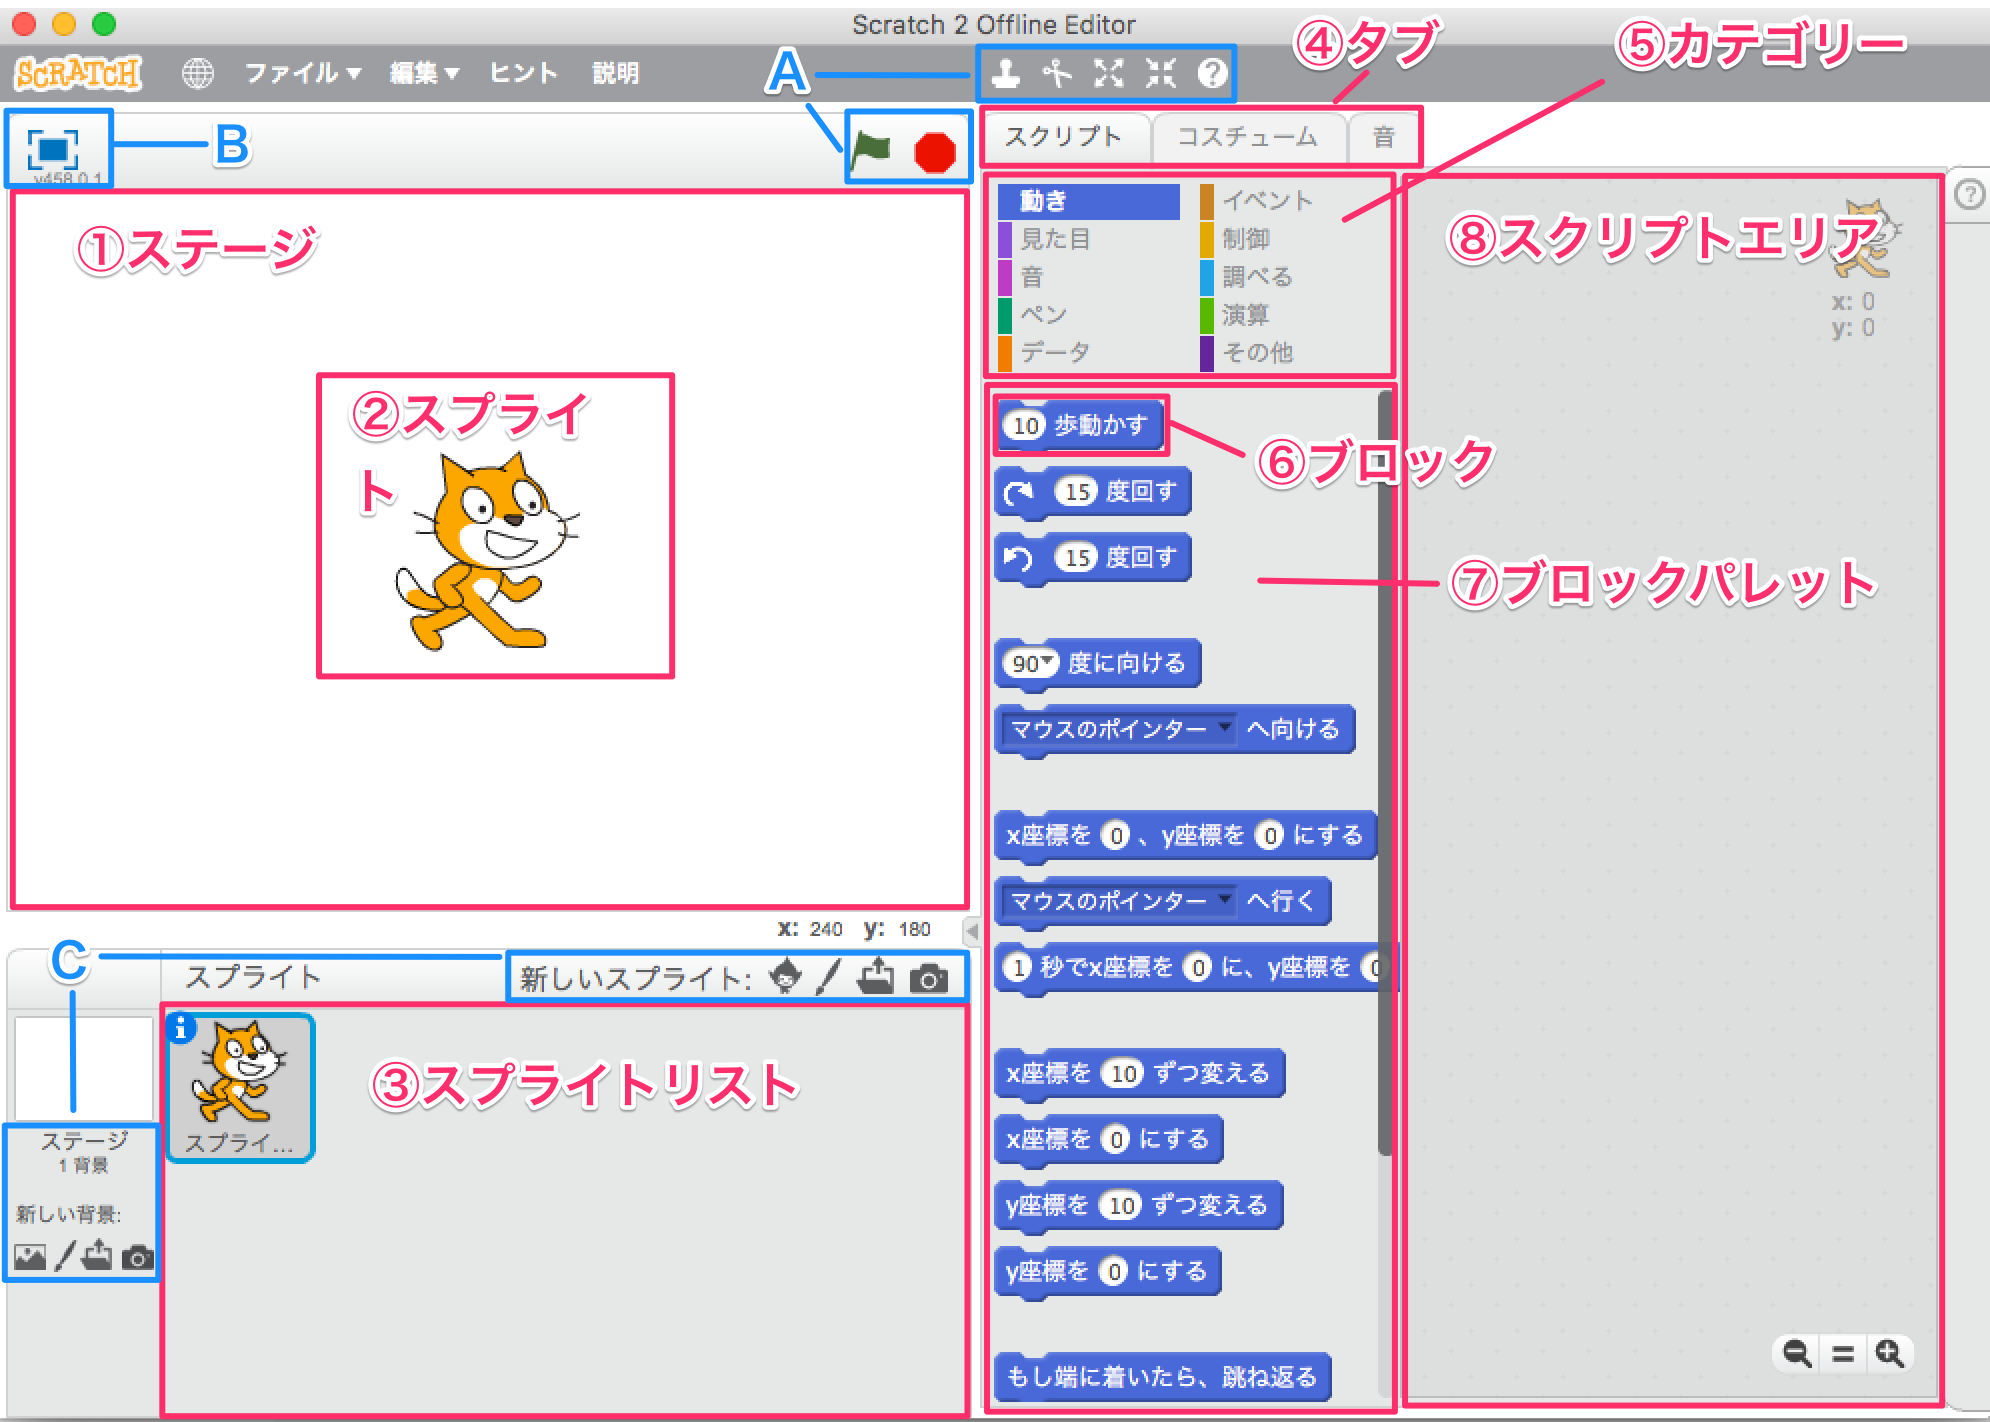 Scratch 2 Offline Editor
SCRATCH
ファイル
編集
ヒント
説明
A
④タブ
⑤カテゴリー
B
v458.0.1
スクリプト
コスチューム
音
①ステージ
動き
見た目
音
ペン
データ
イベント
制御
調べる
演算
その他
⑧スクリプトエリア
x: 0
y: 0
②スプライ
ト
10 歩動かす
⑥ブロック
15 度回す
15 度回す
⑦ブロックパレット
90 度に向ける
マウスのポインター へ向ける
x座標を 0 、y座標を 0 にする
マウスのポインター へ行く
1 秒でx座標を 0 に、y座標を 0
x座標を 10 ずつ変える
x座標を 0 にする
y座標を 10 ずつ変える
y座標を 0 にする
もし端に着いたら、跳ね返る
x: 240 y: 180
C
スプライト
新しいスプライト:
③スプライトリスト
スプライ...
ステージ
1 背景
新しい背景: